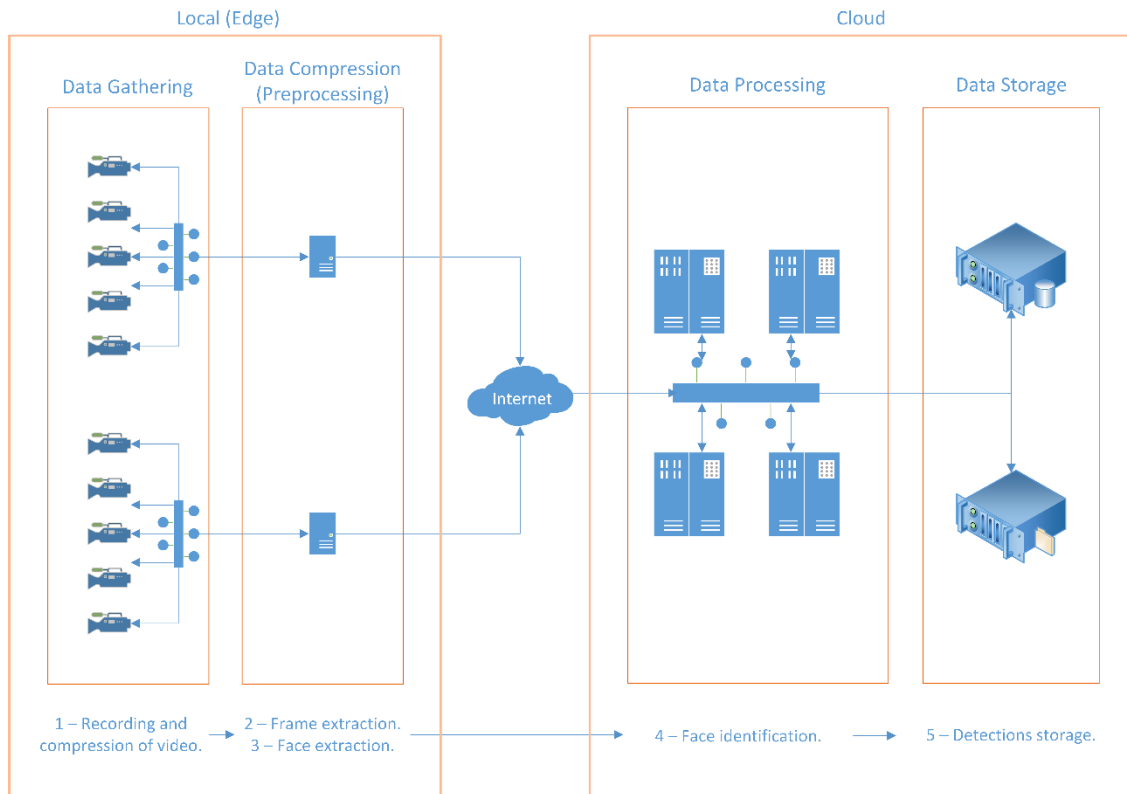 Local (Edge)
Cloud
Data Gathering
Data Compression
(Preprocessing)
Data Processing
Data Storage
Internet
1 – Recording and
compression of video.
2 – Frame extraction.
3 – Face extraction.
4 – Face identification.
5 – Detections storage.